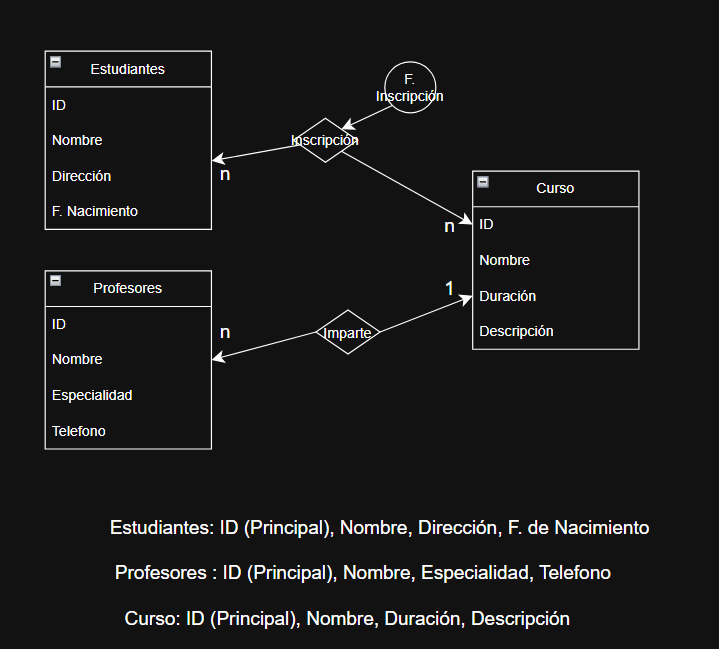 Estudiantes
ID
Nombre
Dirección
F. Nacimiento
F.
Inscripción
Inscripción
n
n
Curso
ID
Nombre
Duración
Descripción
Profesores
ID
Nombre
Especialidad
Telefono
n
Imparte
1
Estudiantes: ID (Principal), Nombre, Dirección, F. de Nacimiento
Profesores : ID (Principal), Nombre, Especialidad, Telefono
Curso: ID (Principal), Nombre, Duración, Descripción